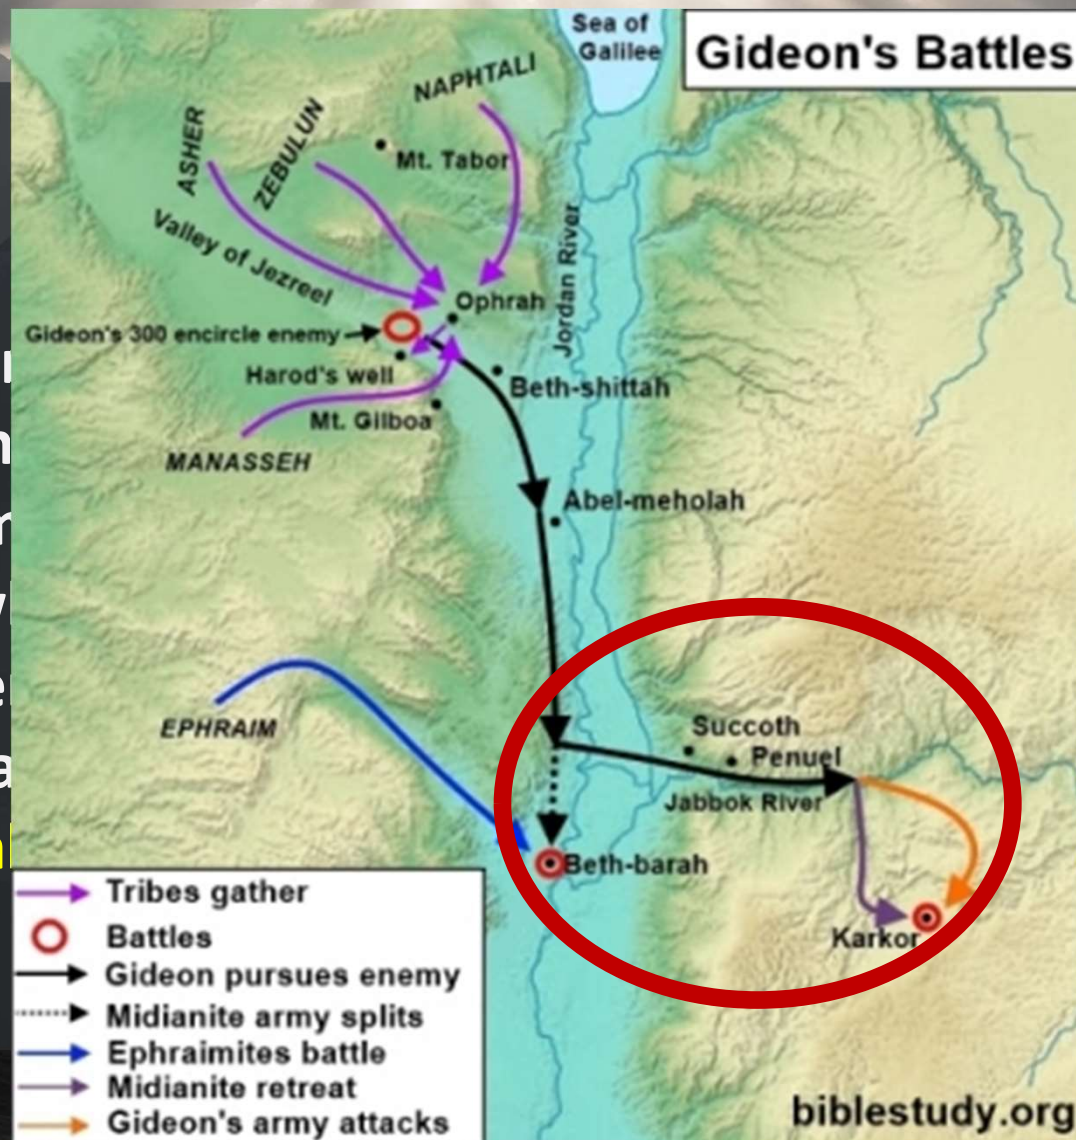 Sea of
Galilee
Gideon's Battles
NAPHTALI
ASHER
ZEBULUN
Mt. Tabor
Valley of Jezreel
Jordan River
Ophrah
Gideon's 300 encircle enemy
Harod's well
Beth-shittah
Mt. Gilboa
MANASSEH
Abel-meholah
EPHRAIM
Succoth
Penuel
Jabbok River
Beth-barah
Karkor
Tribes gather
Battles
Gideon pursues enemy
Midianite army splits
Ephraimites battle
Midianite retreat
Gideon's army attacks
biblestudy.org